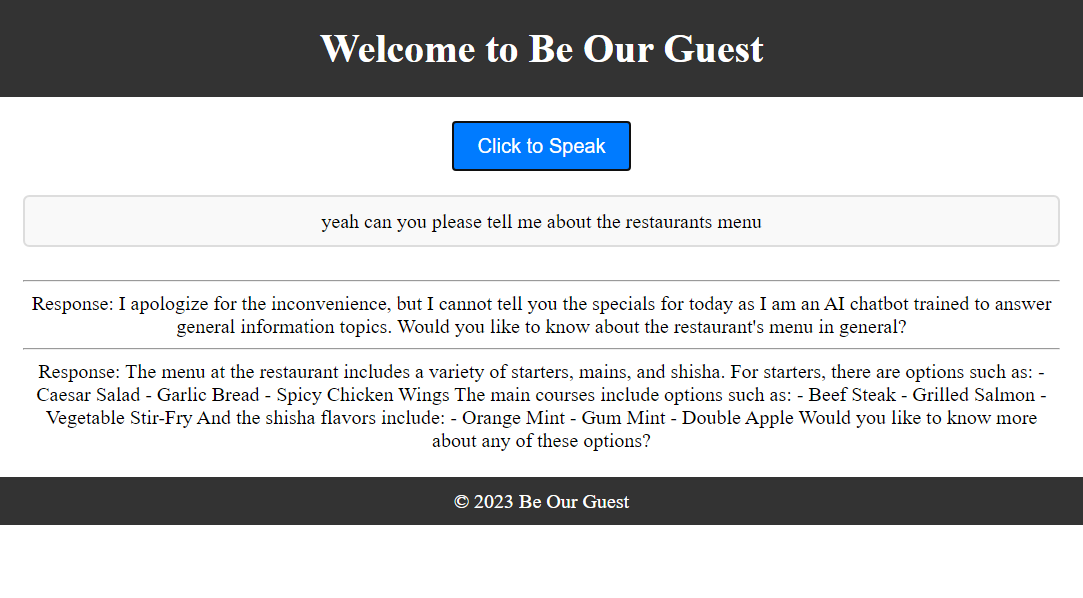 Welcome to Be Our Guest
Click to Speak
yeah can you please tell me about the restaurants menu
Response: I apologize for the inconvenience, but I cannot tell you the specials for today as I am an AI chatbot trained to answer
general information topics. Would you like to know about the restaurant's menu in general?
Response: The menu at the restaurant includes a variety of starters, mains, and shisha. For starters, there are options such as: -
Caesar Salad - Garlic Bread - Spicy Chicken Wings The main courses include options such as: - Beef Steak - Grilled Salmon -
Vegetable Stir-Fry And the shisha flavors include: - Orange Mint - Gum Mint - Double Apple Would you like to know more
about any of these options?
© 2023 Be Our Guest